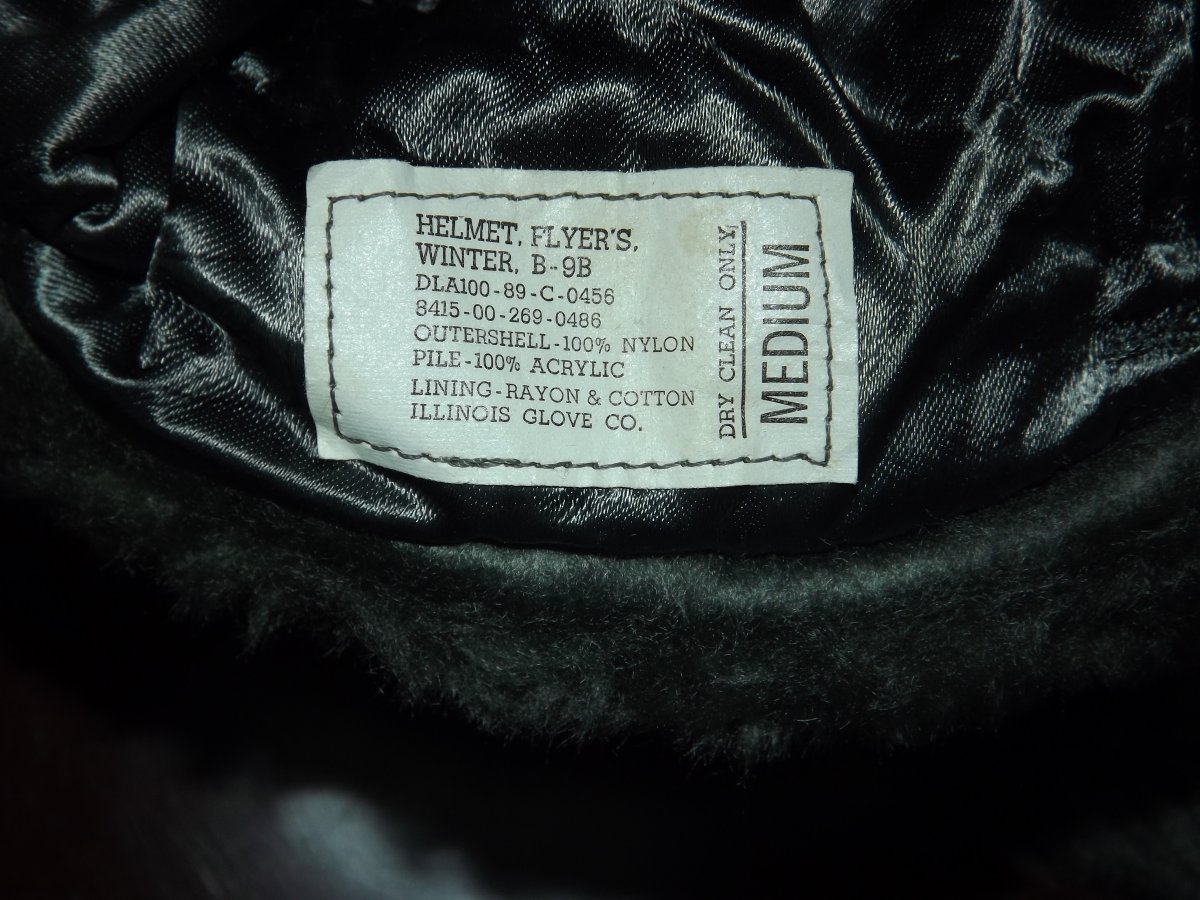 HELMET, FLYER'S,
WINTER, B-9B
DLA100-89-C-0456
8415-00-269-0486
OUTERSHELL-100% NYLON
PILE-100% ACRYLIC
LINING-RAYON & COTTON
ILLINOIS GLOVE CO.
DRY CLEAN ONLY,
MEDIUM